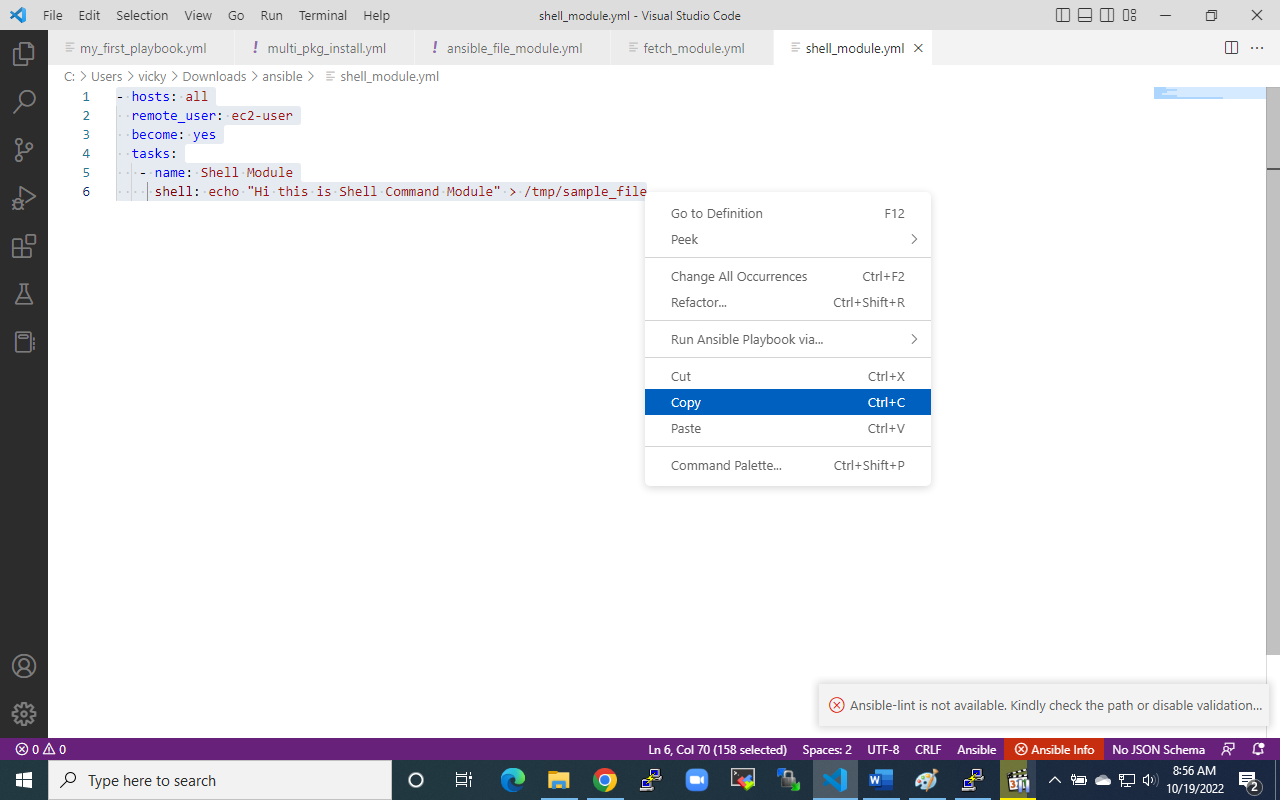 File Edit Selection View Go Run Terminal Help shell_module.yml - Visual Studio Code
my_first_playbook.yml ! multi_pkg_install.yml ! ansible_file_module.yml fetch_module.yml shell_module.yml
C: > Users > vicky > Downloads > ansible > shell_module.yml
1 - hosts: all
2 remote_user: ec2-user
3 become: yes
4 tasks:
5 - name: Shell Module
6 shell: echo "Hi this is Shell Command Module" > /tmp/sample_file
Go to Definition F12
Peek
Change All Occurrences Ctrl+F2
Refactor... Ctrl+Shift+R
Run Ansible Playbook via...
Cut Ctrl+X
Copy Ctrl+C
Paste Ctrl+V
Command Palette... Ctrl+Shift+P
Ansible-lint is not available. Kindly check the path or disable validation...
0 0 Ln 6, Col 70 (158 selected) Spaces: 2 UTF-8 CRLF Ansible Ansible Info No JSON Schema
Type here to search
8:56 AM
10/19/2022
2